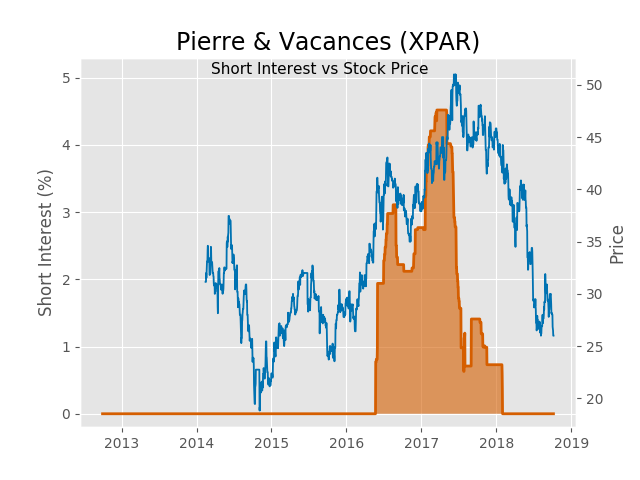 Pierre & Vacances (XPAR)
Short Interest vs Stock Price
Short Interest (%)
5
4
3
2
1
0
50
45
40
35
30
25
20
Price
2013 2014 2015 2016 2017 2018 2019